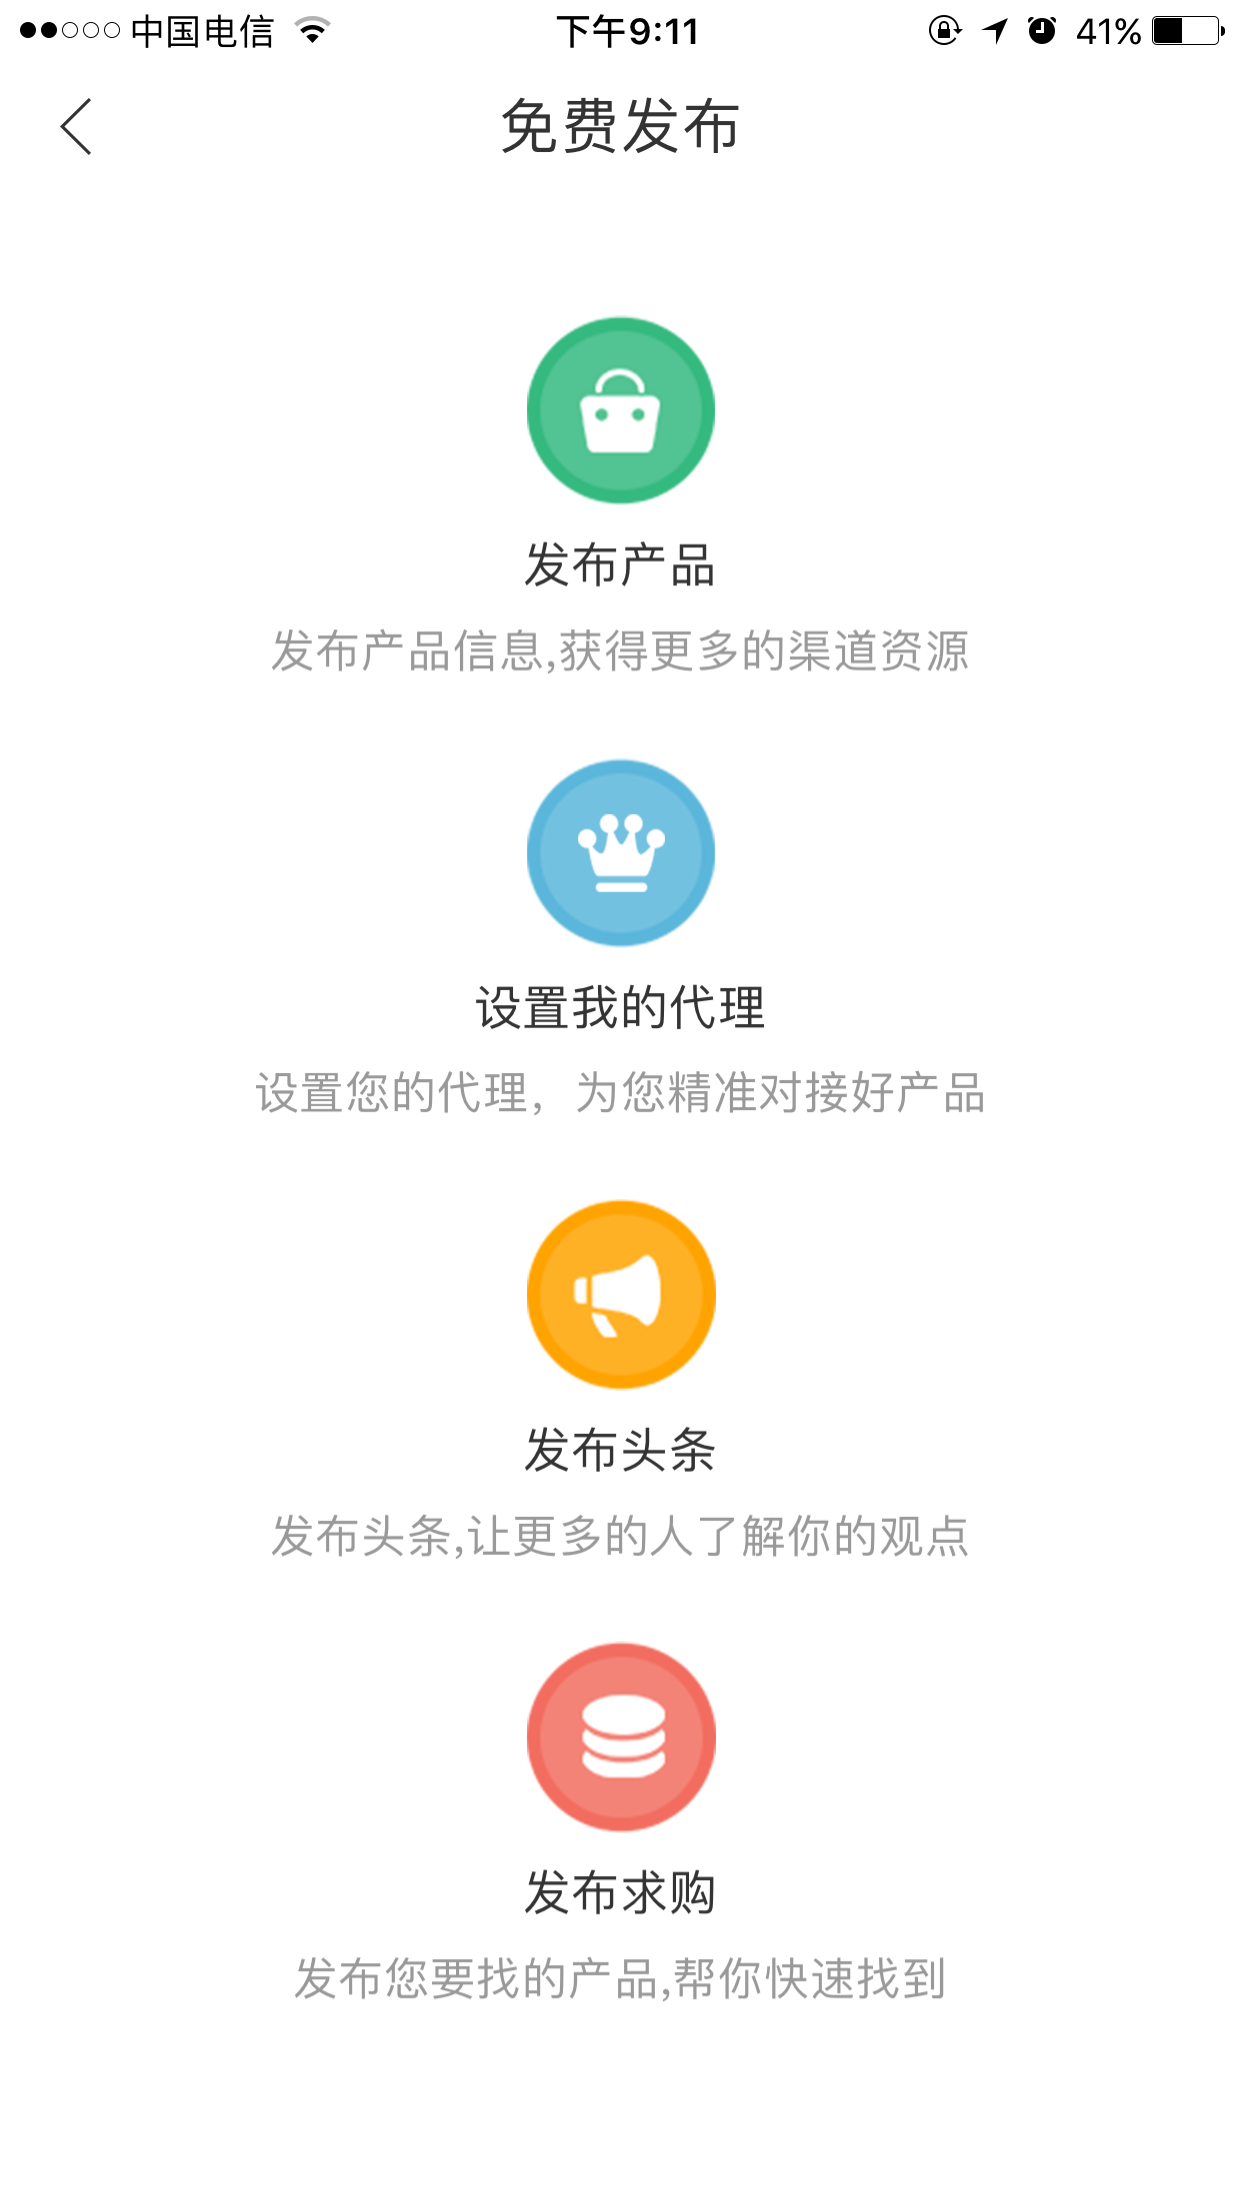 中国电信 下午9:11 41%
免费发布
发布产品
发布产品信息,获得更多的渠道资源
设置我的代理
设置您的代理，为您精准对接好产品
发布头条
发布头条,让更多的人了解你的观点
发布求购
发布您要找的产品,帮你快速找到